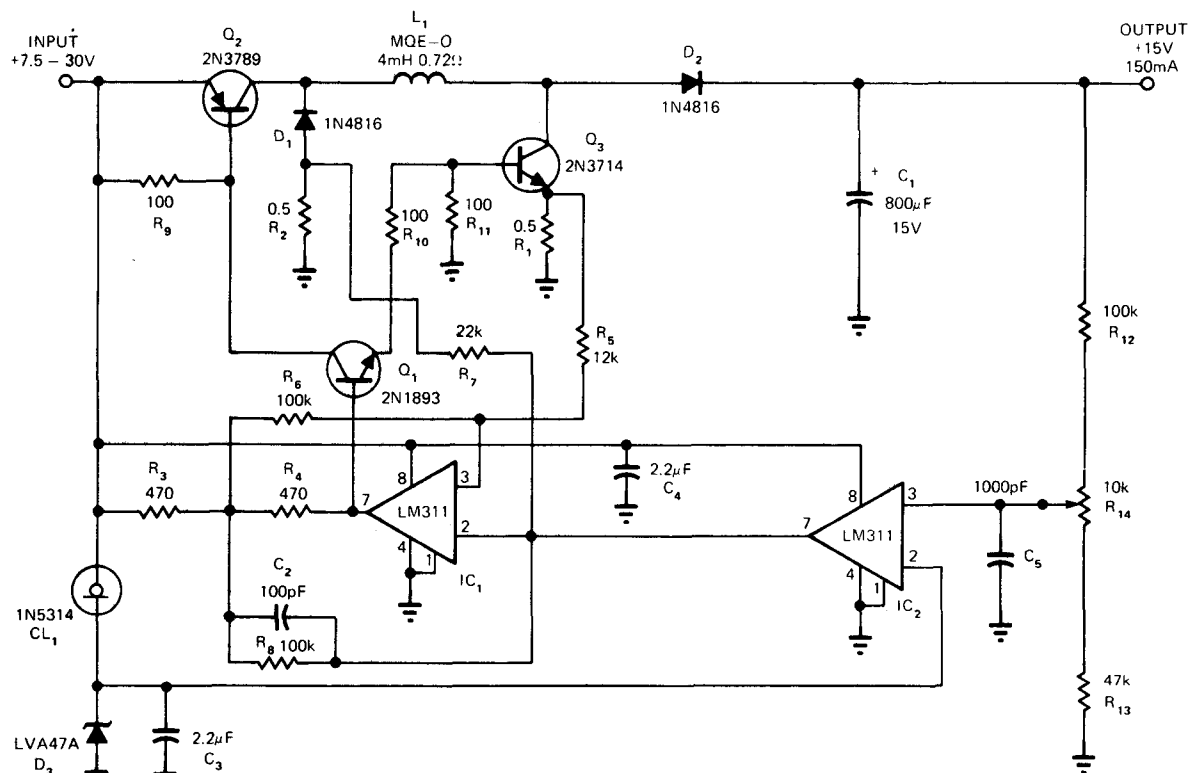 INPUT
+7.5 – 30V
Q2
2N3789
L1
MQE-O
4mH 0.72Ω
D2
1N4816
OUTPUT
+15V
150mA
D1
1N4816
Q3
2N3714
100
R9
0.5
R2
100
R10
100
R11
0.5
R1
+
C1
800μF
15V
100k
R12
R5
12k
22k
R7
Q1
2N1893
R6
100k
R3
470
R4
470
7
8
3
LM311
2
4
1
IC1
2.2μF
C4
7
8
3
LM311
2
4
1
IC2
1000pF
C5
10k
R14
C2
100pF
R8 100k
1N5314
CL1
47k
R13
LVA47A
D3
2.2μF
C3